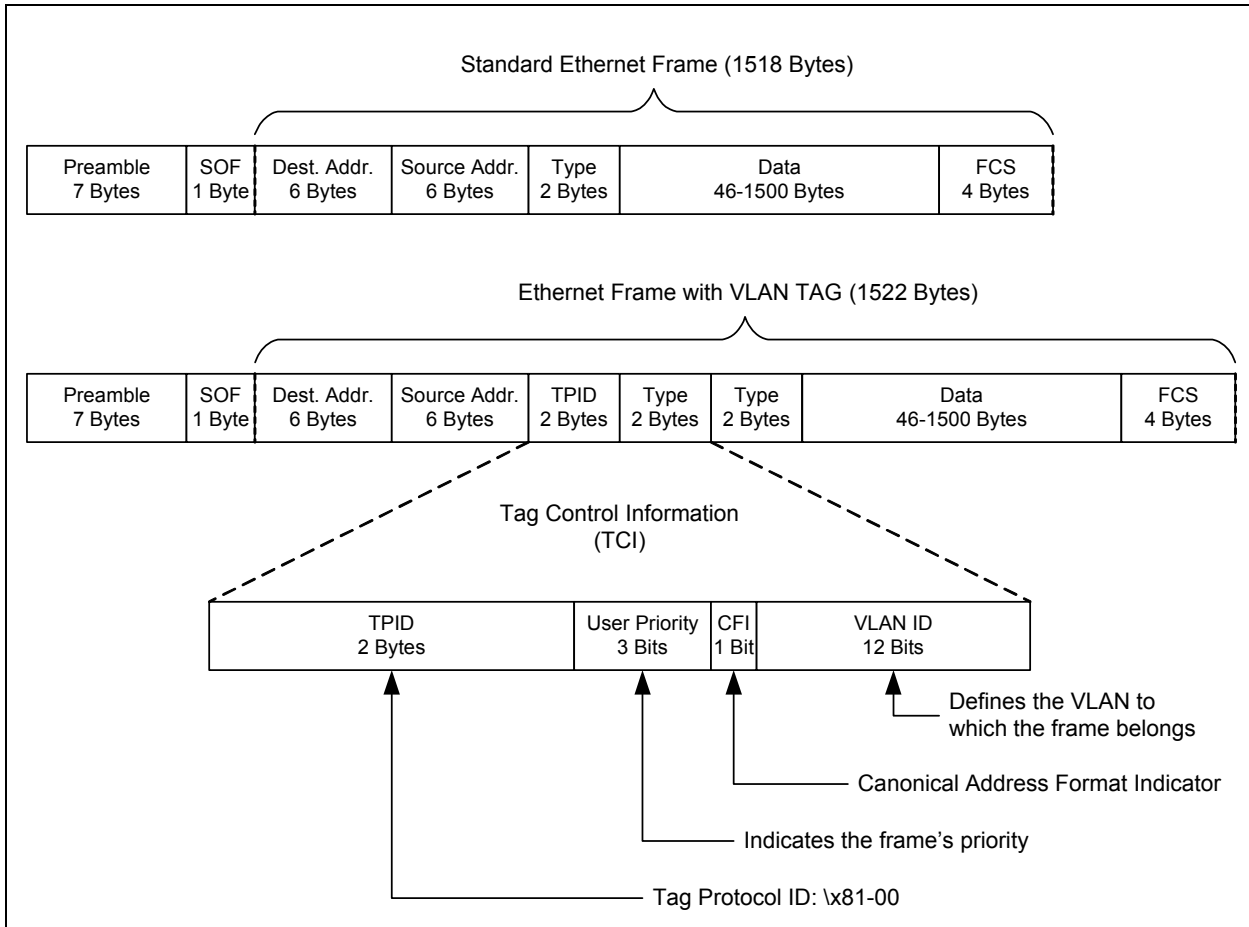 Standard Ethernet Frame (1518 Bytes)
Preamble
7 Bytes
SOF
1 Byte
Dest. Addr.
6 Bytes
Source Addr.
6 Bytes
Type
2 Bytes
Data
46-1500 Bytes
FCS
4 Bytes
Ethernet Frame with VLAN TAG (1522 Bytes)
Preamble
7 Bytes
SOF
1 Byte
Dest. Addr.
6 Bytes
Source Addr.
6 Bytes
TPID
2 Bytes
Type
2 Bytes
Type
2 Bytes
Data
46-1500 Bytes
FCS
4 Bytes
Tag Control Information
(TCI)
TPID
2 Bytes
User Priority
3 Bits
CFI
1 Bit
VLAN ID
12 Bits
Defines the VLAN to
which the frame belongs
Canonical Address Format Indicator
Indicates the frame's priority
Tag Protocol ID: \x81-00